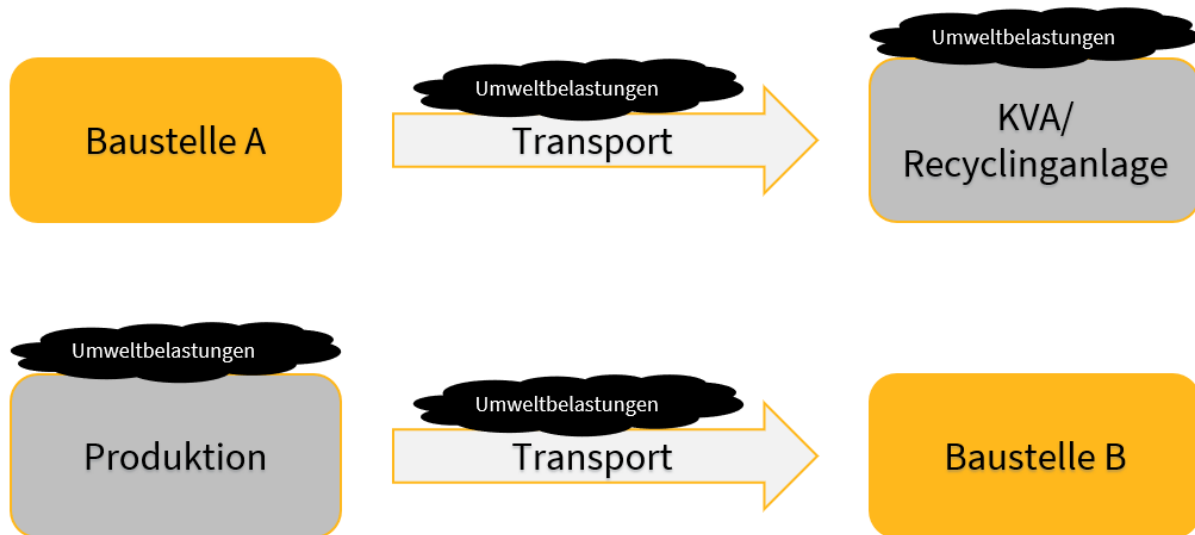 Umweltbelastungen
Umweltbelastungen
Baustelle A
Transport
KVA/
Recyclinganlage
Umweltbelastungen
Umweltbelastungen
Produktion
Transport
Baustelle B